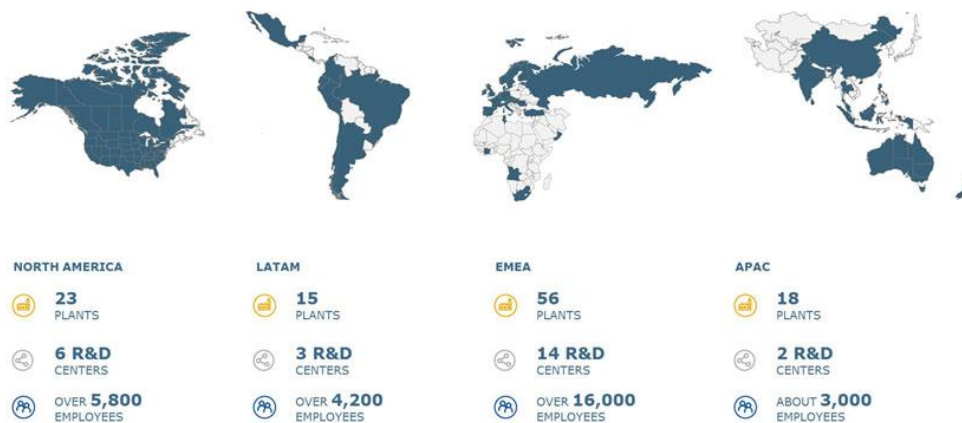 NORTH AMERICA
23
PLANTS
6 R&D
CENTERS
OVER 5,800
EMPLOYEES
LATAM
15
PLANTS
3 R&D
CENTERS
OVER 4,200
EMPLOYEES
EMEA
56
PLANTS
14 R&D
CENTERS
OVER 16,000
EMPLOYEES
APAC
18
PLANTS
2 R&D
CENTERS
ABOUT 3,000
EMPLOYEES